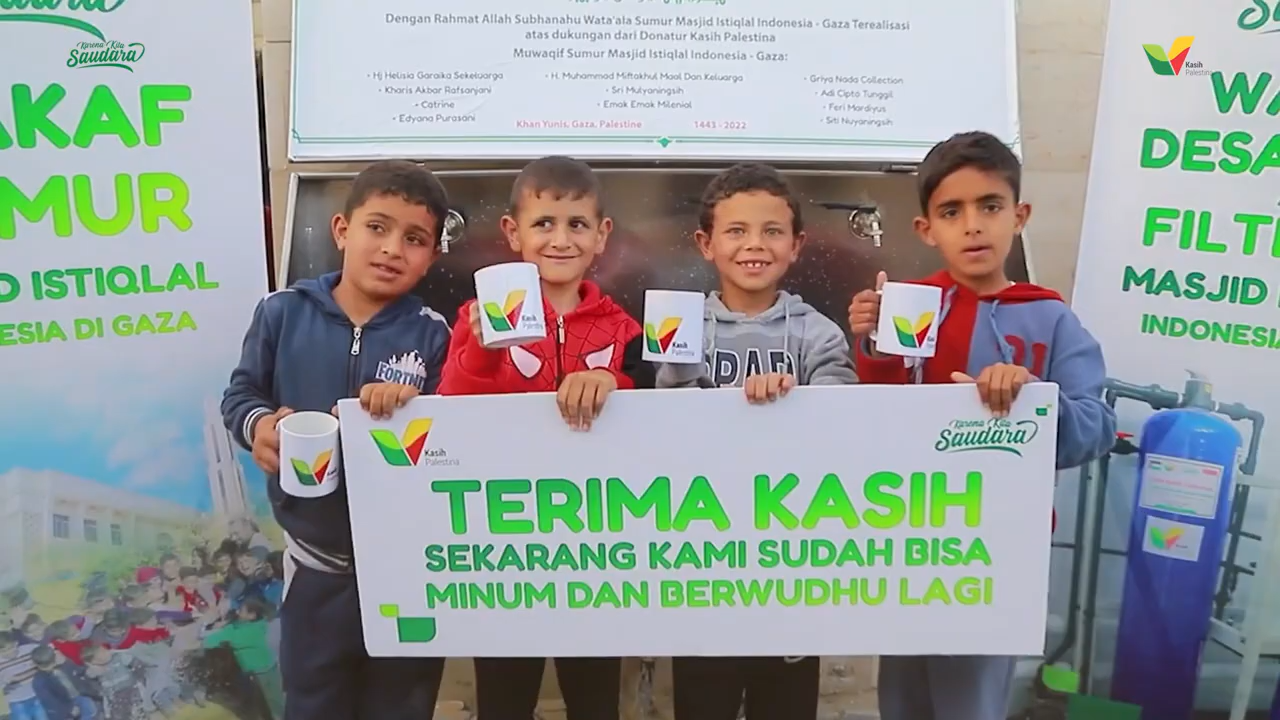 Karena Kita
Saudara
Kasih
Palestina
Dengan Rahmat Allah Subhanahu Wata'ala Sumur Masjid Istiqlal Indonesia - Gaza Terealisasi
atas dukungan dari Donatur Kasih Palestina
Muwaqif Sumur Masjid Istiqlal Indonesia - Gaza:
• Hj Helisia Garaika Sekeluarga
• Kharis Akbar Rafsanjani
• Catrine
• Edyana Purasani
• H. Muhammad Miftakhul Maal Dan Keluarga
• Sri Mulyaningsih
• Emak Emak Milenial
• Griya Nada Collection
• Adi Cipto Tunggil
• Feri Mardiyus
• Siti Nuyaningsih
Khan Yunis, Gaza, Palestine 1443 - 2022
AKAF
MUR
D ISTIQLAL
ESIA DI GAZA
WA
DESA
FILT
MASJID
INDONESIA
FORTNI
Kasih
Palestina
Kasih
Palestina
Kasih
Palestina
Karena Kita
Saudara
TERIMA KASIH
SEKARANG KAMI SUDAH BISA
MINUM DAN BERWUDHU LAGI